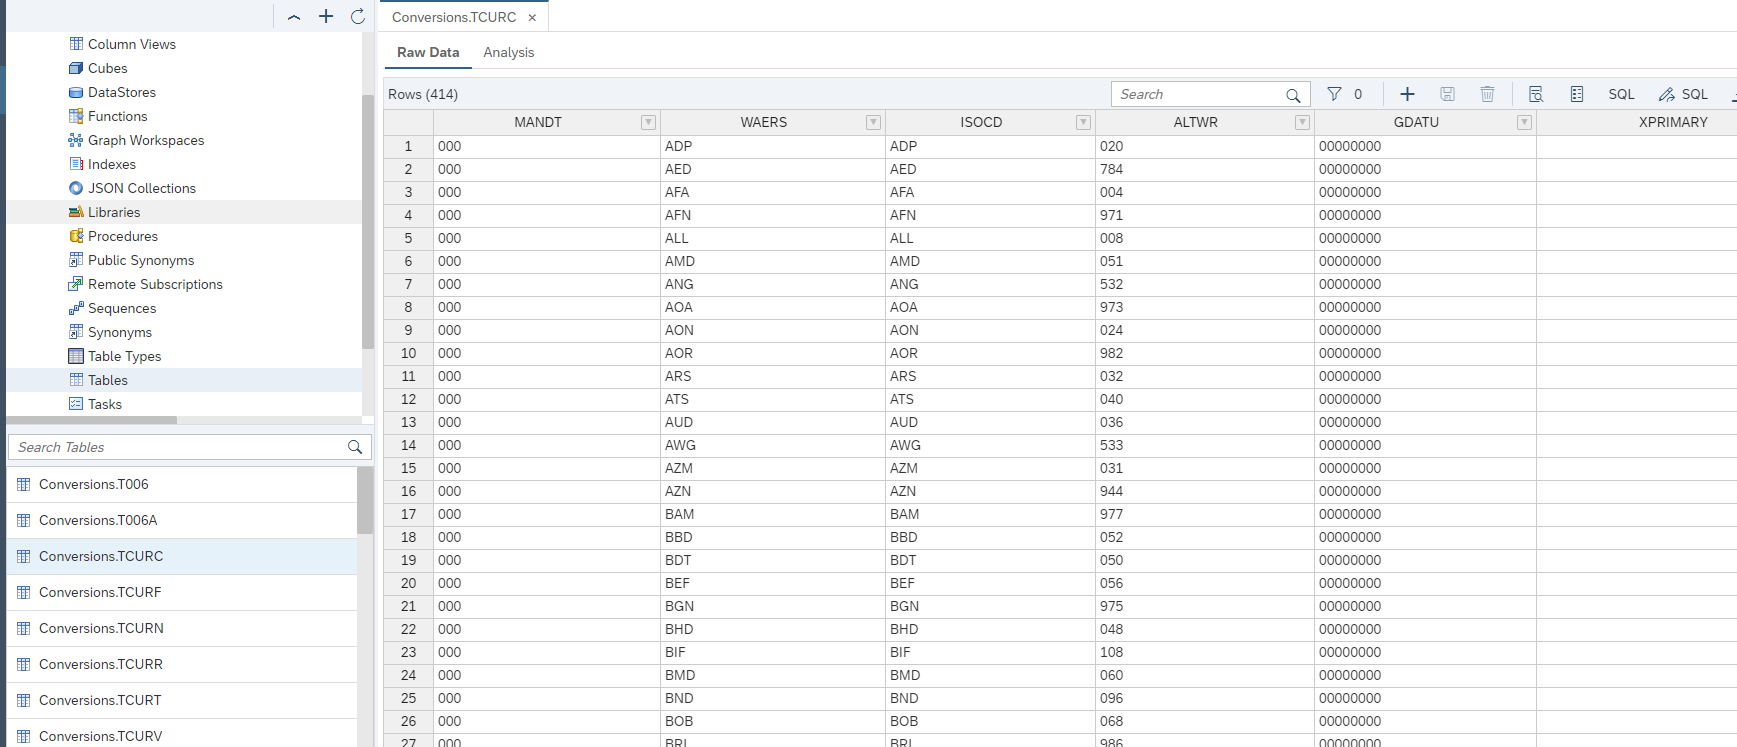 Column Views
Cubes
DataStores
Functions
Graph Workspaces
Indexes
JSON Collections
Libraries
Procedures
Public Synonyms
Remote Subscriptions
Sequences
Synonyms
Table Types
Tables
Tasks
Search Tables
Conversions.T006
Conversions.T006A
Conversions.TCURC
Conversions.TCURF
Conversions.TCURN
Conversions.TCURR
Conversions.TCURT
Conversions.TCURV
Conversions.TCURC ×
Raw Data Analysis
Rows (414) Search 0 SQL SQL
MANDT WAERS ISOCD ALTWR GDATU XPRIMARY
1 000 ADP ADP 020 00000000
2 000 AED AED 784 00000000
3 000 AFA AFA 004 00000000
4 000 AFN AFN 971 00000000
5 000 ALL ALL 008 00000000
6 000 AMD AMD 051 00000000
7 000 ANG ANG 532 00000000
8 000 AOA AOA 973 00000000
9 000 AON AON 024 00000000
10 000 AOR AOR 982 00000000
11 000 ARS ARS 032 00000000
12 000 ATS ATS 040 00000000
13 000 AUD AUD 036 00000000
14 000 AWG AWG 533 00000000
15 000 AZM AZM 031 00000000
16 000 AZN AZN 944 00000000
17 000 BAM BAM 977 00000000
18 000 BBD BBD 052 00000000
19 000 BDT BDT 050 00000000
20 000 BEF BEF 056 00000000
21 000 BGN BGN 975 00000000
22 000 BHD BHD 048 00000000
23 000 BIF BIF 108 00000000
24 000 BMD BMD 060 00000000
25 000 BND BND 096 00000000
26 000 BOB BOB 068 00000000
27 000 BRL BRL 986 00000000